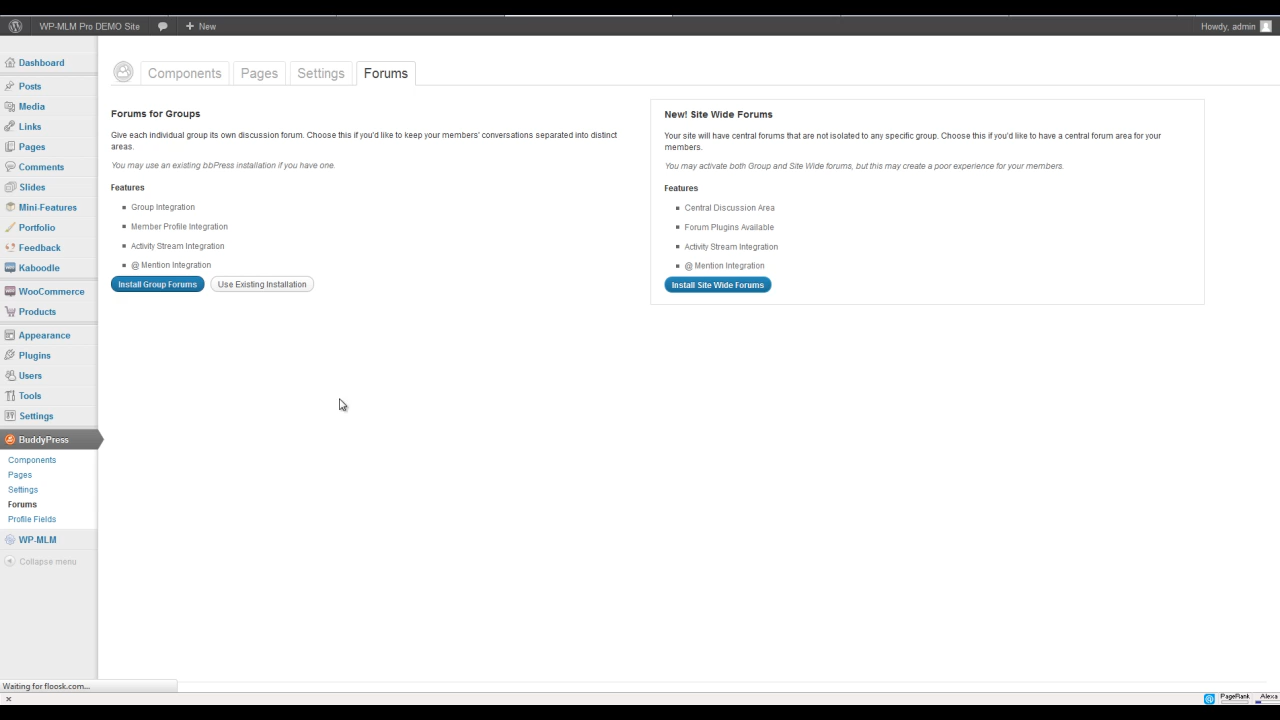 WP-MLM Pro DEMO Site
New
Howdy, admin
Dashboard
Posts
Media
Links
Pages
Comments
Slides
Mini-Features
Portfolio
Feedback
Kaboodle
WooCommerce
Products
Appearance
Plugins
Users
Tools
Settings
BuddyPress
Components
Pages
Settings
Forums
Profile Fields
WP-MLM
Collapse menu
Components
Pages
Settings
Forums
Forums for Groups
Give each individual group its own discussion forum. Choose this if you'd like to keep your members' conversations separated into distinct
areas.
You may use an existing bbPress installation if you have one.
Features
Group Integration
Member Profile Integration
Activity Stream Integration
@ Mention Integration
Install Group Forums
Use Existing Installation
New! Site Wide Forums
Your site will have central forums that are not isolated to any specific group. Choose this if you'd like to have a central forum area for your
members.
You may activate both Group and Site Wide forums, but this may create a poor experience for your members.
Features
Central Discussion Area
Forum Plugins Available
Activity Stream Integration
@ Mention Integration
Install Site Wide Forums
Waiting for floosk.com...
PageRank
Alexa